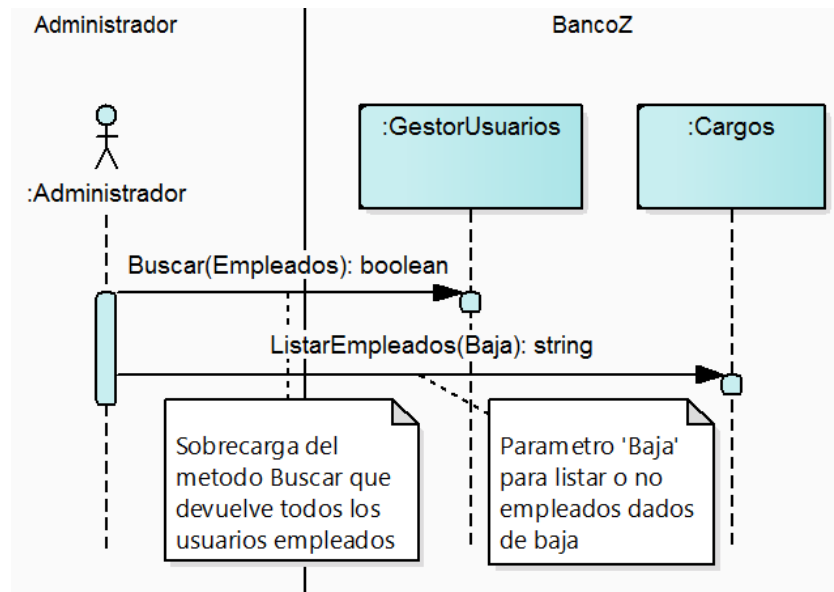 Administrador
BancoZ
:GestorUsuarios
:Cargos
:Administrador
Buscar(Empleados): boolean
ListarEmpleados(Baja): string
Sobrecarga del
metodo Buscar que
devuelve todos los
usuarios empleados
Parametro 'Baja'
para listar o no
empleados dados
de baja